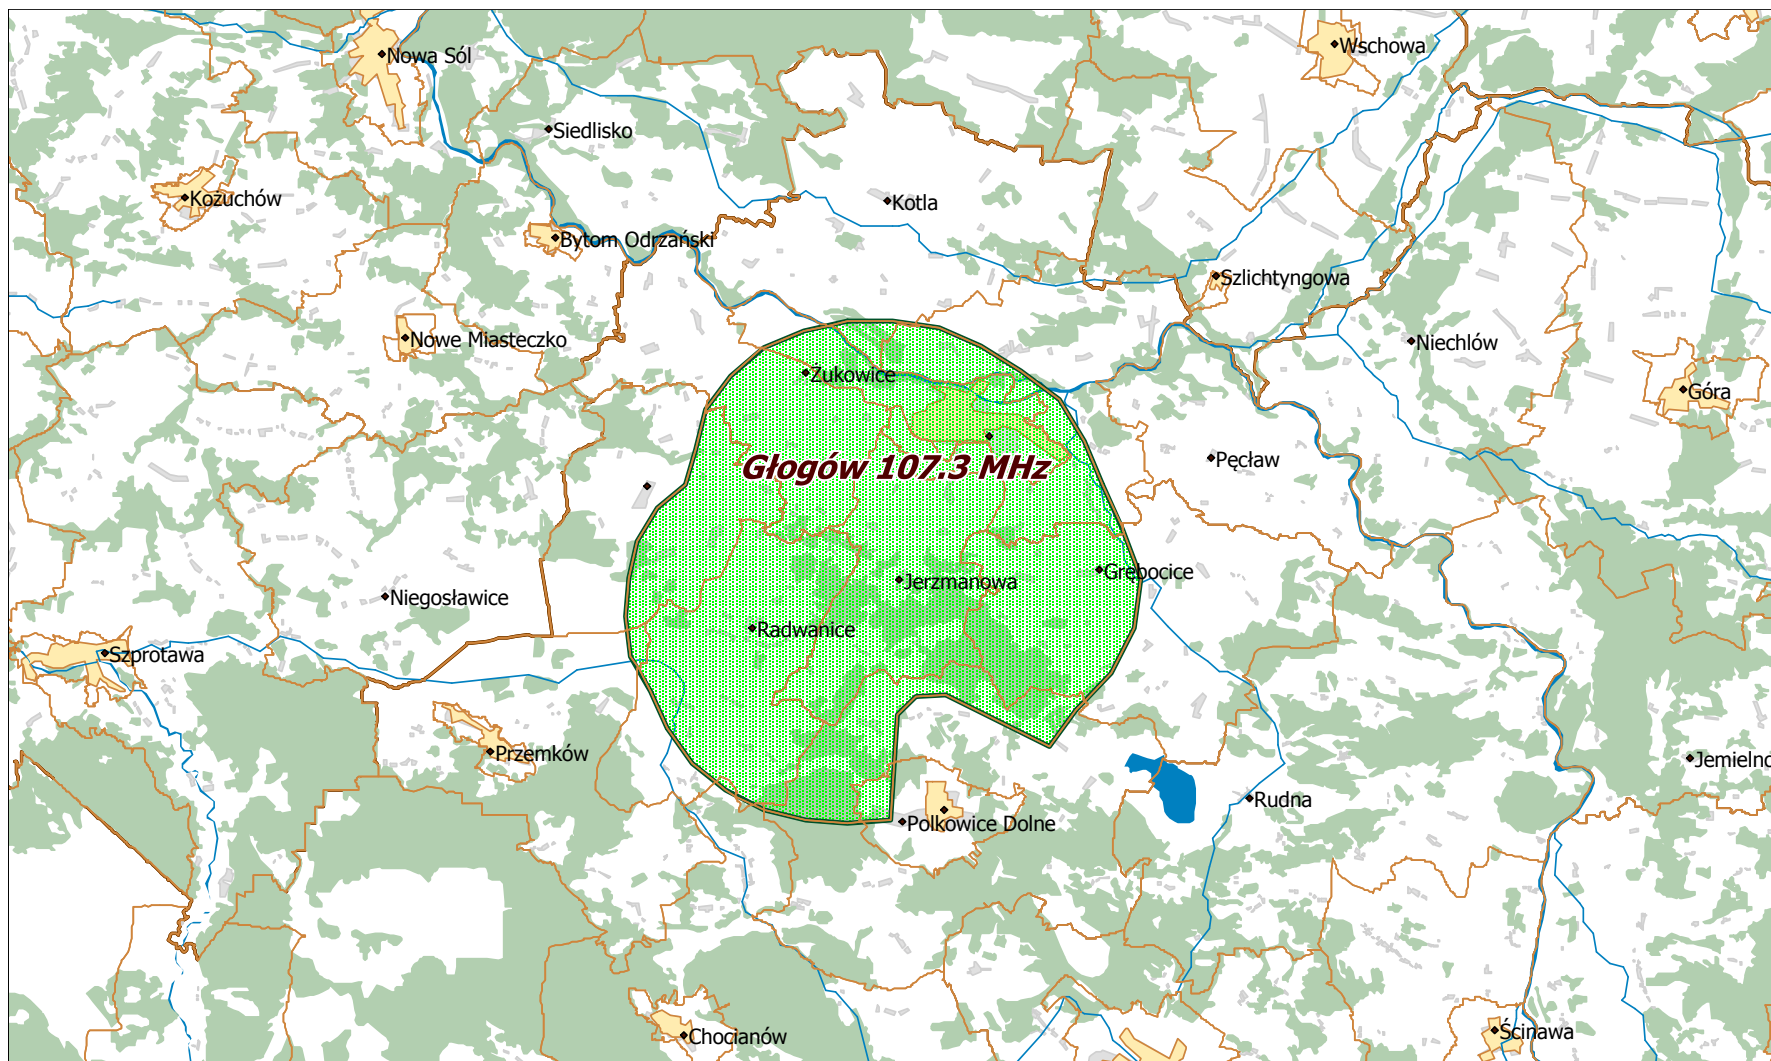 Nowa Sól
Wschowa
Siedlisko
Kożuchów
Kotla
Bytom Odrzański
Szlichtyngowa
Nowe Miasteczko
Niechlów
Żukowice
Góra
Głogów 107.3 MHz
Pęcław
Jerzmanowa
Grębocice
Niegosławice
Radwanice
Szprotawa
Przemków
Jemielno
Rudna
Polkowice Dolne
Chocianów
Ścinawa